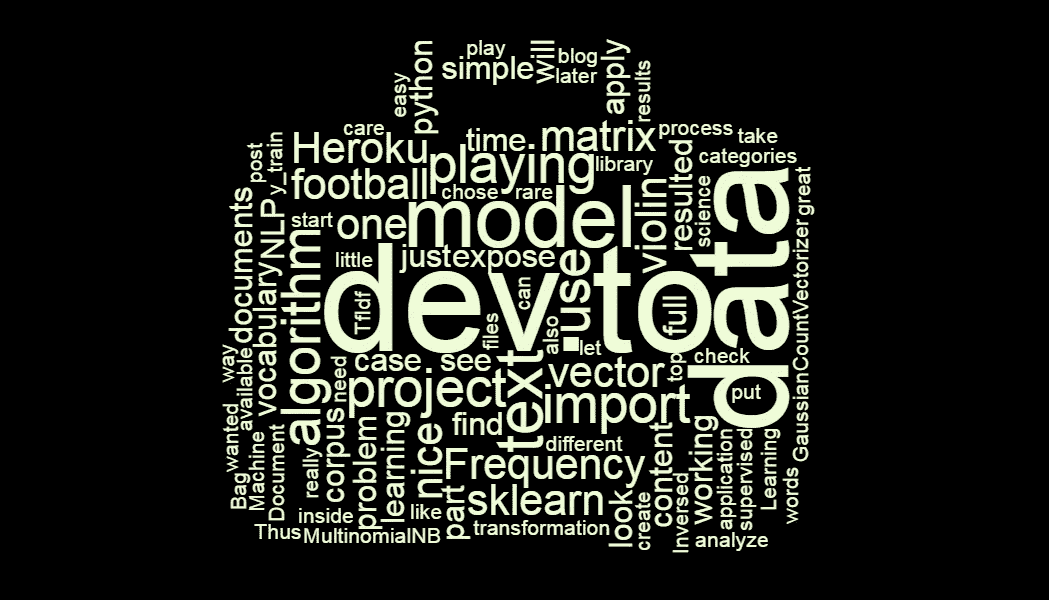 play
will
blog
simple
later
python
easy
apply
results
care
time
matrix
process
take
Heroku
playing
library
categories
post
y_train
football
chose
rare
violin
resulted
science
data
great
documents
NLP
start
one
model
little
justexpose
algorithm
vocabulary
dev.to
Tfidf
can
use
full
files
also
let
GaussianCountVectorizer
way
available
case
see
text
vector
top
check
need
project
import
put
wanted
find
corpus
problem
learning
nice
different
content
Working
Bag
Machine
Document
really
Frequency
application
supervised
Learning
words
inside
like
part
sklearn
look
create
Inversed
Thus
MultinomialNB
transformation
analyze